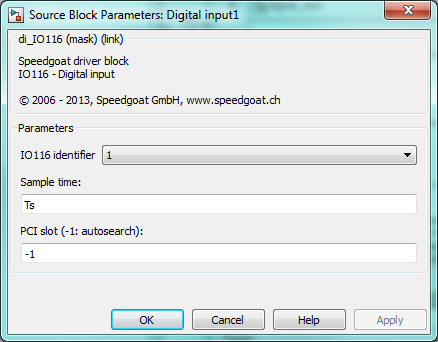 Source Block Parameters: Digital input1
di_IO116 (mask) (link)
Speedgoat driver block
IO116 - Digital input
© 2006 - 2013, Speedgoat GmbH, www.speedgoat.ch
Parameters
IO116 identifier 1
Sample time:
Ts
PCI slot (-1: autosearch):
-1
OK Cancel Help Apply